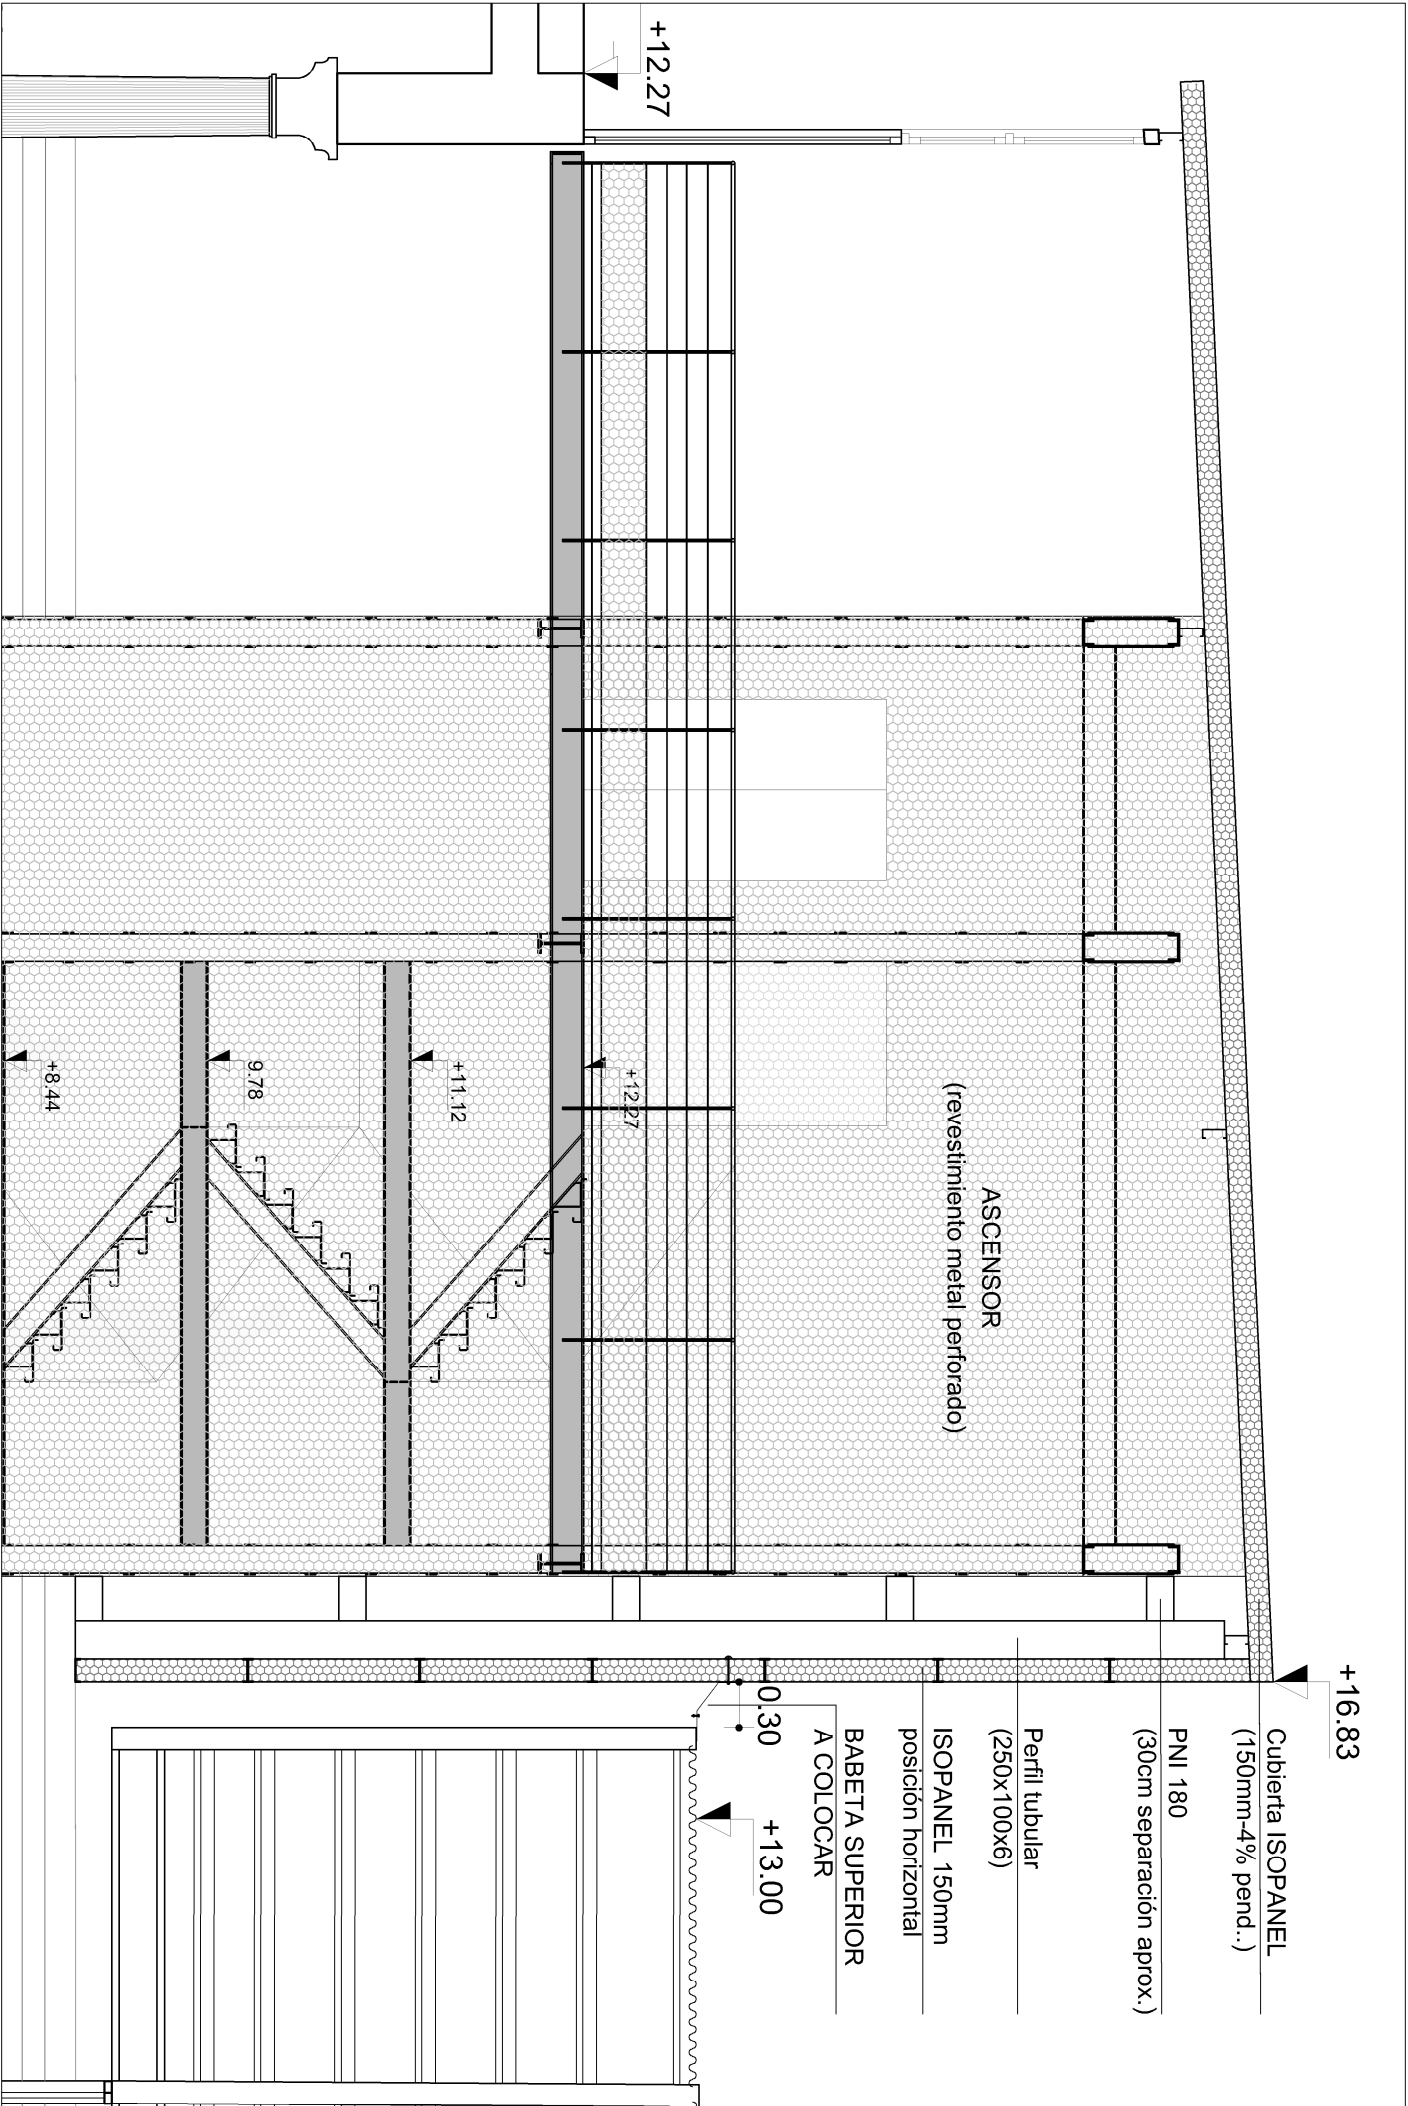 +12.27
+16.83
Cubierta ISOPANEL
(150mm-4% pend..)
PNI 180
(30cm separación aprox.)
Perfil tubular
(250x100x6)
ISOPANEL 150mm
posición horizontal
BABETA SUPERIOR
A COLOCAR
0.30
+13.00
ASCENSOR
(revestimiento metal perforado)
+12.27
+11.12
9.78
+8.44